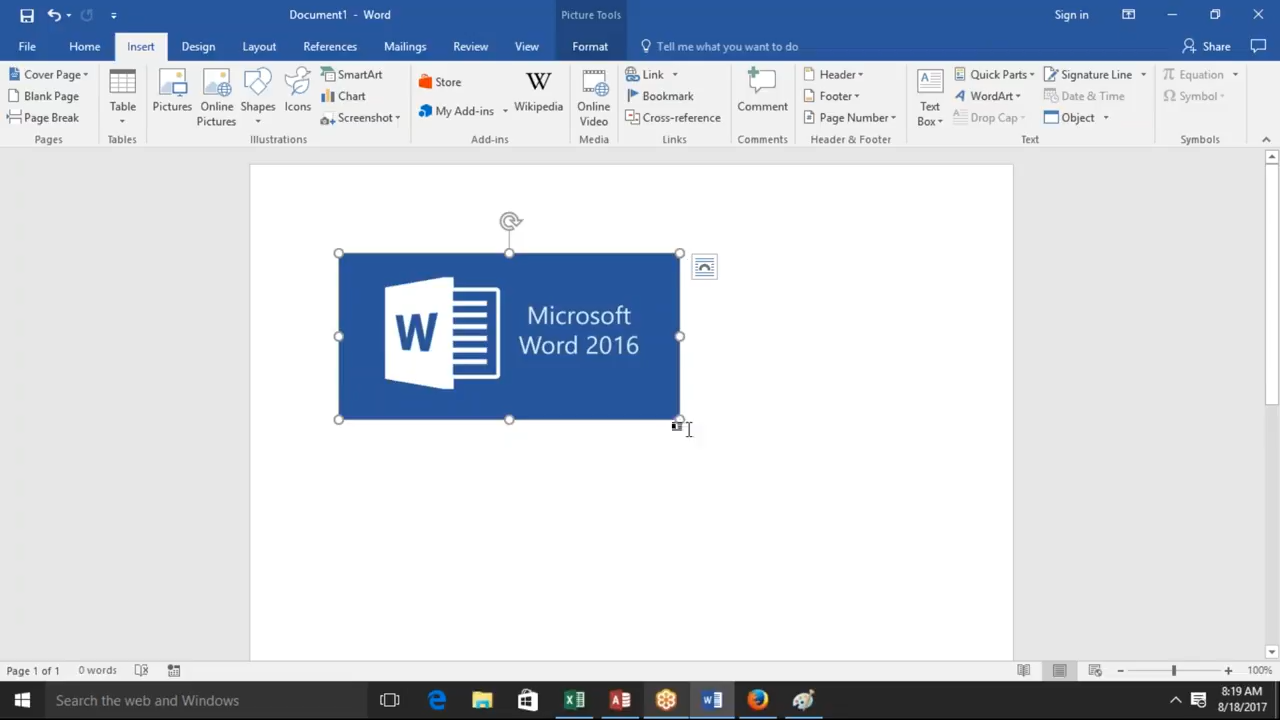 Document1 - Word
Picture Tools
Sign in
File
Home
Insert
Design
Layout
References
Mailings
Review
View
Format
Tell me what you want to do
Share
Cover Page
Blank Page
Page Break
Pages
Table
Tables
Pictures
Online
Pictures
Shapes
Icons
SmartArt
Chart
Screenshot
Illustrations
Store
My Add-ins
W
Wikipedia
Add-ins
Online
Video
Media
Link
Bookmark
Cross-reference
Links
Comment
Comments
Header
Footer
Page Number
Header & Footer
A
Text
Box
Quick Parts
WordArt
Drop Cap
Signature Line
Date & Time
Object
Text
π Equation
Ω Symbol
Symbols
W
Microsoft
Word 2016
Page 1 of 1
0 words
100%
Search the web and Windows
8:19 AM
8/18/2017